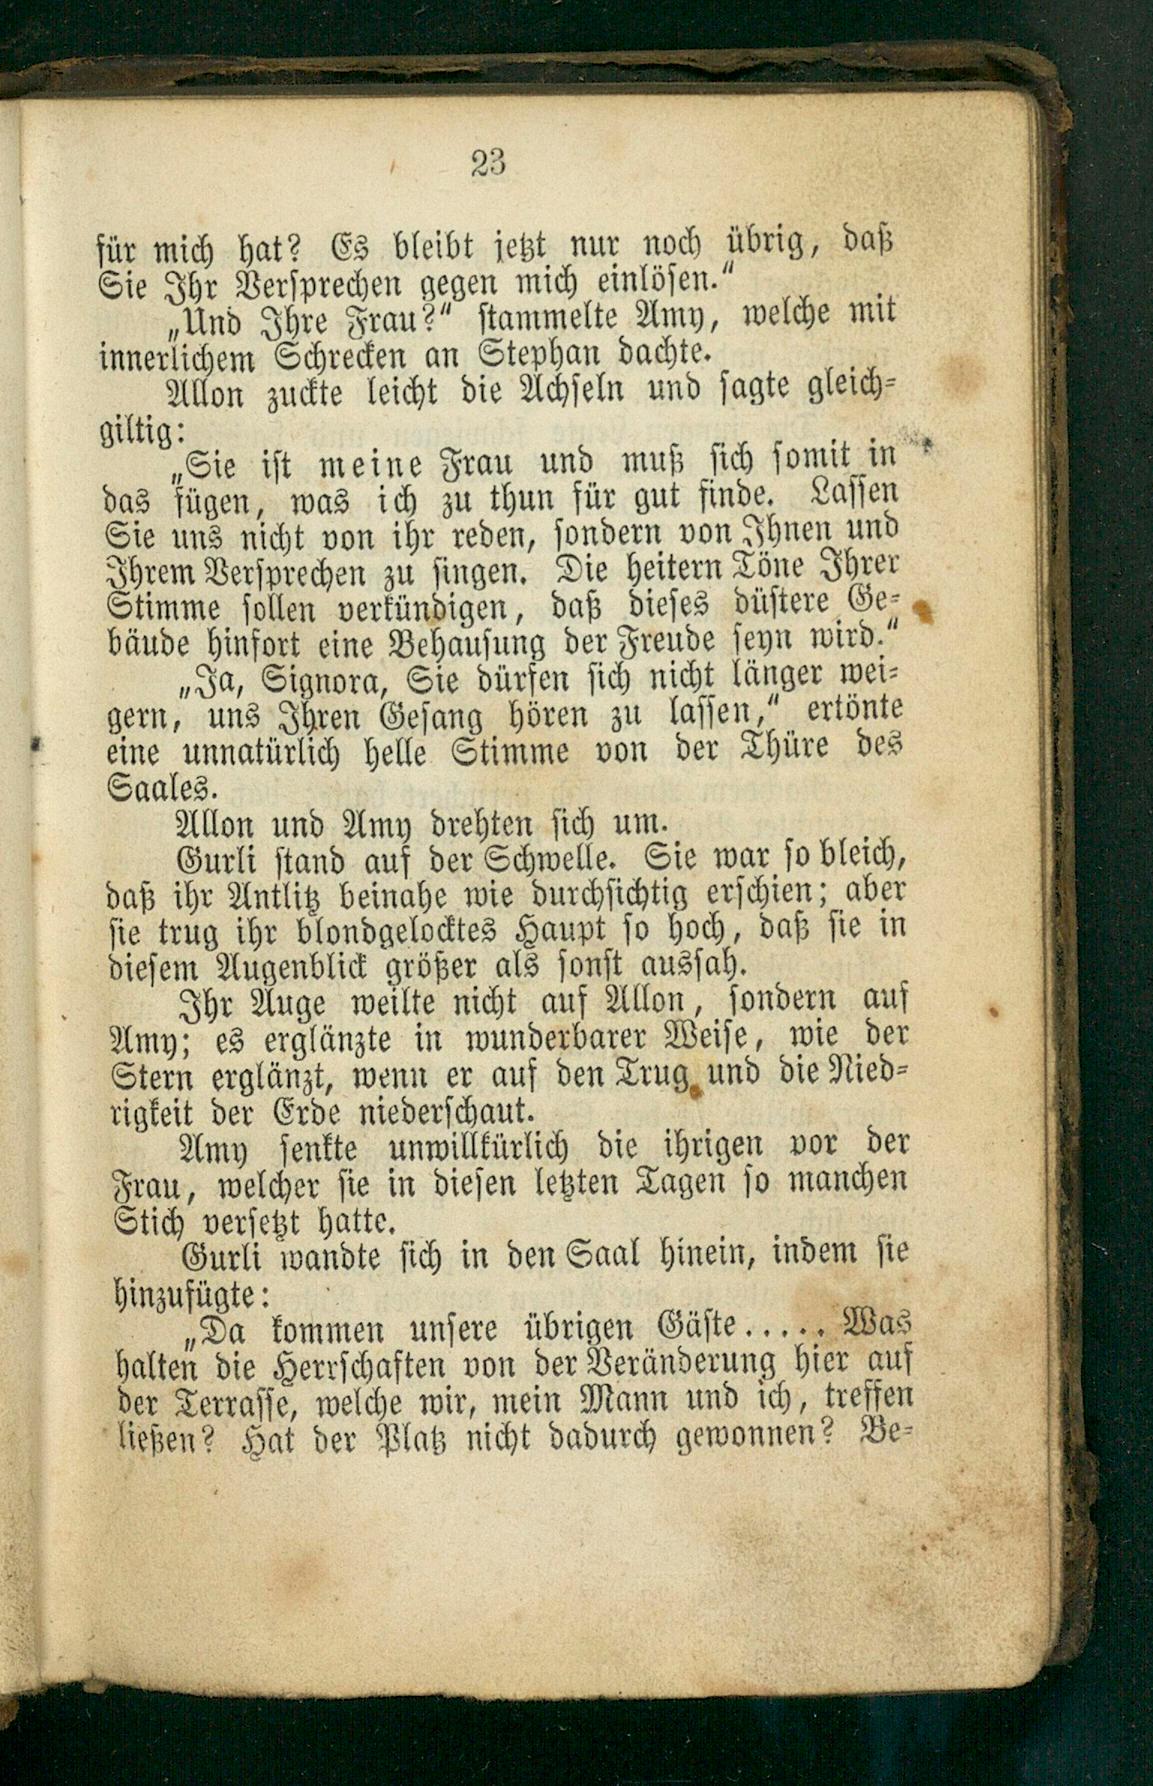 23
für mich hat? Es bleibt jetzt nur noch übrig, daß
Sie Ihr Versprechen gegen mich einlösen.“
„Und Ihre Frau?“ stammelte Amy, welche mit
innerlichem Schrecken an Stephan dachte.
Allon zuckte leicht die Achseln und sagte gleich-
giltig:
„Sie ist meine Frau und muß sich somit in
das fügen, was ich zu thun für gut finde. Lassen
Sie uns nicht von ihr reden, sondern von Ihnen und
Ihrem Versprechen zu singen. Die heitern Töne Ihrer
Stimme sollen verkündigen, daß dieses düstere Ge-
bäude hinfort eine Behausung der Freude seyn wird.“
„Ja, Signora, Sie dürfen sich nicht länger wei-
gern, uns Ihren Gesang hören zu lassen,“ ertönte
eine unnatürlich helle Stimme von der Thüre des
Saales.
Allon und Amy drehten sich um.
Gurli stand auf der Schwelle. Sie war so bleich,
daß ihr Antlitz beinahe wie durchsichtig erschien; aber
sie trug ihr blondgelocktes Haupt so hoch, daß sie in
diesem Augenblick größer als sonst aussah.
Ihr Auge weilte nicht auf Allon, sondern auf
Amy; es erglänzte in wunderbarer Weise, wie der
Stern erglänzt, wenn er auf den Trug und die Nied-
rigkeit der Erde niederschaut.
Amy senkte unwillkürlich die ihrigen vor der
Frau, welcher sie in diesen letzten Tagen so manchen
Stich versetzt hatte.
Gurli wandte sich in den Saal hinein, indem sie
hinzufügte:
„Da kommen unsere übrigen Gäste..... Was
halten die Herrschaften von der Veränderung hier auf
der Terrasse, welche wir, mein Mann und ich, treffen
ließen? Hat der Platz nicht dadurch gewonnen? Be-